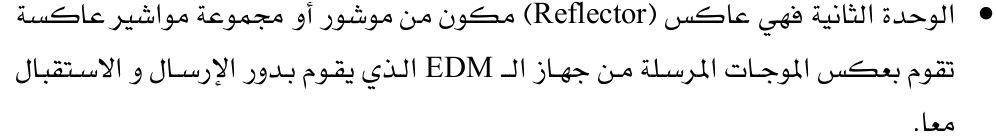 • الوحدة الثانية فهي عاكس (Reflector) مكون من موشور أو مجموعة مواشير عاكسة
تقوم بعكس الموجات المرسلة من جهاز الـ EDM الذي يقوم بدور الإرسال و الاستقبال
معا.